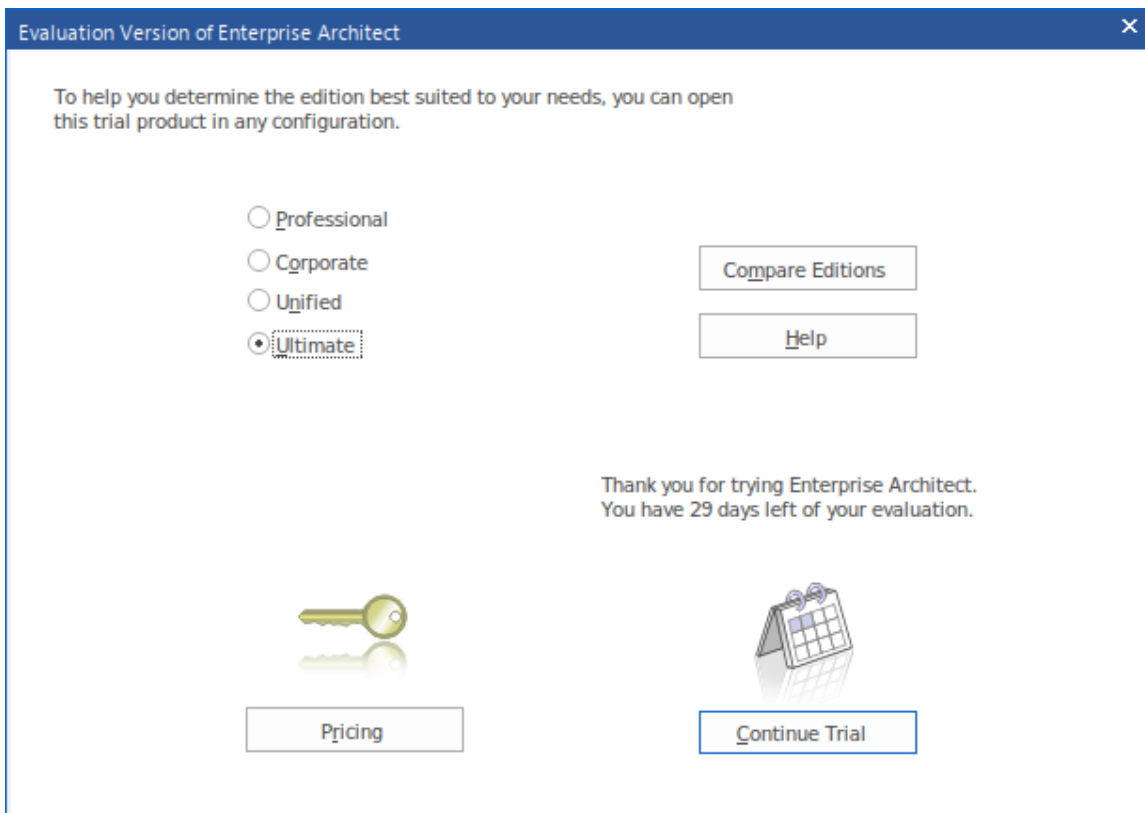 Evaluation Version of Enterprise Architect
To help you determine the edition best suited to your needs, you can open
this trial product in any configuration.
Professional
Corporate
Unified
Ultimate
Compare Editions
Help
Thank you for trying Enterprise Architect.
You have 29 days left of your evaluation.
Pricing
Continue Trial